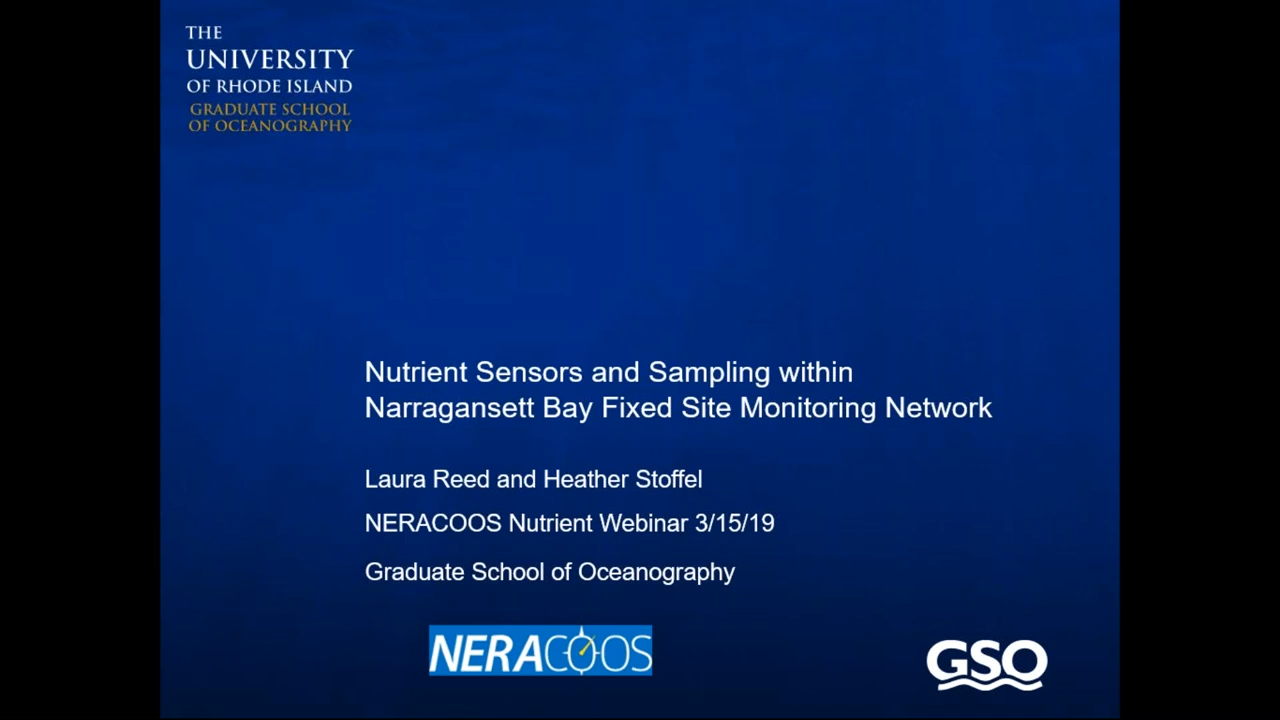 THE
UNIVERSITY
OF RHODE ISLAND
GRADUATE SCHOOL
OF OCEANOGRAPHY
Nutrient Sensors and Sampling within
Narragansett Bay Fixed Site Monitoring Network
Laura Reed and Heather Stoffel
NERACOOS Nutrient Webinar 3/15/19
Graduate School of Oceanography
NERACOOS
GSO